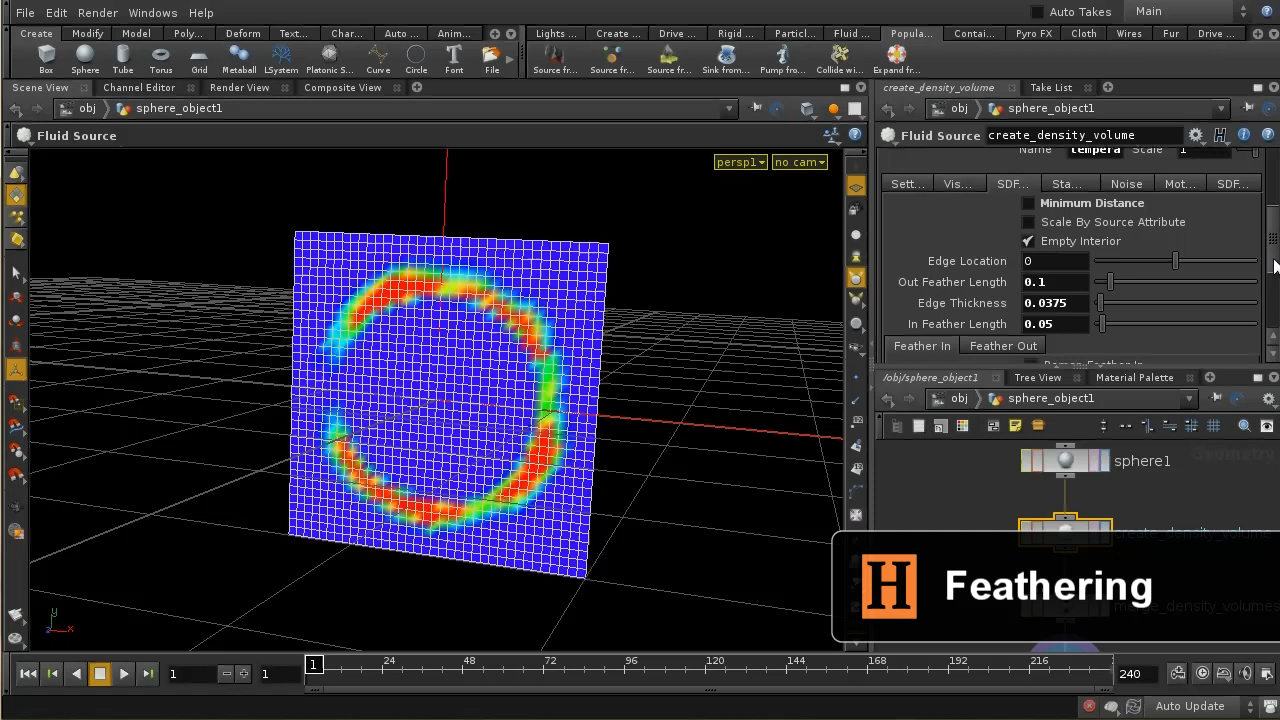 File Edit Render Windows Help
Auto Takes Main
Create Modify Model Poly... Deform Text... Char... Auto ... Anim... Lights ... Create ... Drive ... Rigid ... Particl... Fluid ... Popula... Contai... Pyro FX Cloth Wires Fur Drive ...
Box Sphere Tube Torus Grid Metaball LSystem Platonic S... Curve Circle Font File Source fr... Source fr... Source fr... Sink from... Pump fro... Collide wi... Expand fr...
Scene View Channel Editor Render View Composite View
create_density_volume Take List
obj sphere_object1
obj sphere_object1
Fluid Source
Fluid Source create_density_volume
Name tempera Scale 1
persp1 no cam
Sett... Vis... SDF... Sta... Noise Mot... SDF...
Minimum Distance
Scale By Source Attribute
Empty Interior
Edge Location 0
Out Feather Length 0.1
Edge Thickness 0.0375
In Feather Length 0.05
Feather In Feather Out
/obj/sphere_object1 Tree View Material Palette
obj sphere_object1
sphere1
Geometry
create_density_volume
H Feathering
merge_density_volumes
y
z x
1 1 1 24 48 72 96 120 144 168 192 216 240
Auto Update